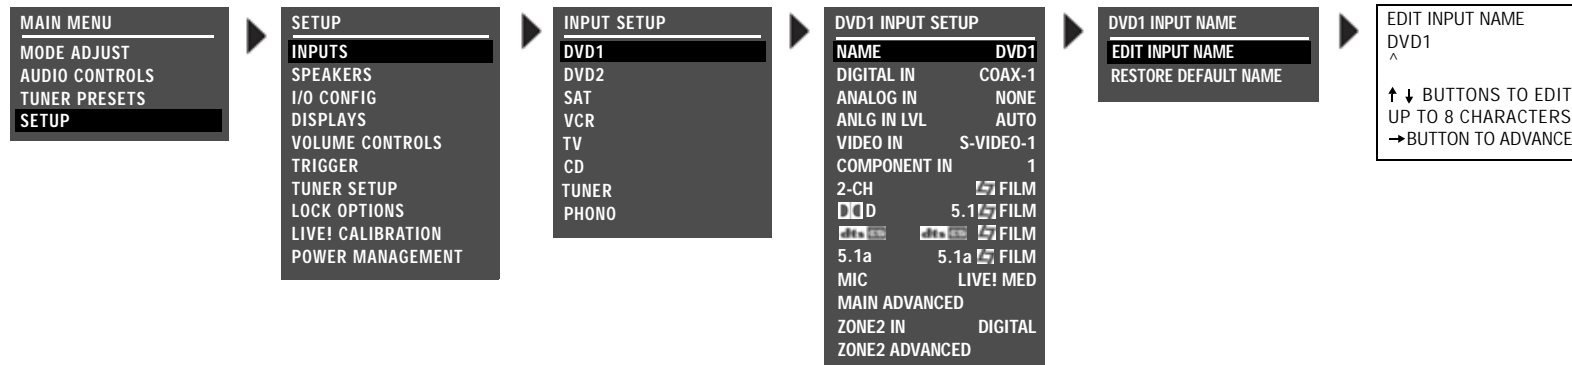 MAIN MENU
MODE ADJUST
AUDIO CONTROLS
TUNER PRESETS
SETUP
SETUP
INPUTS
SPEAKERS
I/O CONFIG
DISPLAYS
VOLUME CONTROLS
TRIGGER
TUNER SETUP
LOCK OPTIONS
LIVE! CALIBRATION
POWER MANAGEMENT
INPUT SETUP
DVD1
DVD2
SAT
VCR
TV
CD
TUNER
PHONO
DVD1 INPUT SETUP
NAME DVD1
DIGITAL IN COAX-1
ANALOG IN NONE
ANLG IN LVL AUTO
VIDEO IN S-VIDEO-1
COMPONENT IN 1
2-CH FILM
D 5.1 FILM
dts dts FILM
5.1a 5.1a FILM
MIC LIVE! MED
MAIN ADVANCED
ZONE2 IN DIGITAL
ZONE2 ADVANCED
DVD1 INPUT NAME
EDIT INPUT NAME
RESTORE DEFAULT NAME
EDIT INPUT NAME
DVD1
^
↑ ↓ BUTTONS TO EDIT
UP TO 8 CHARACTERS
→BUTTON TO ADVANCE